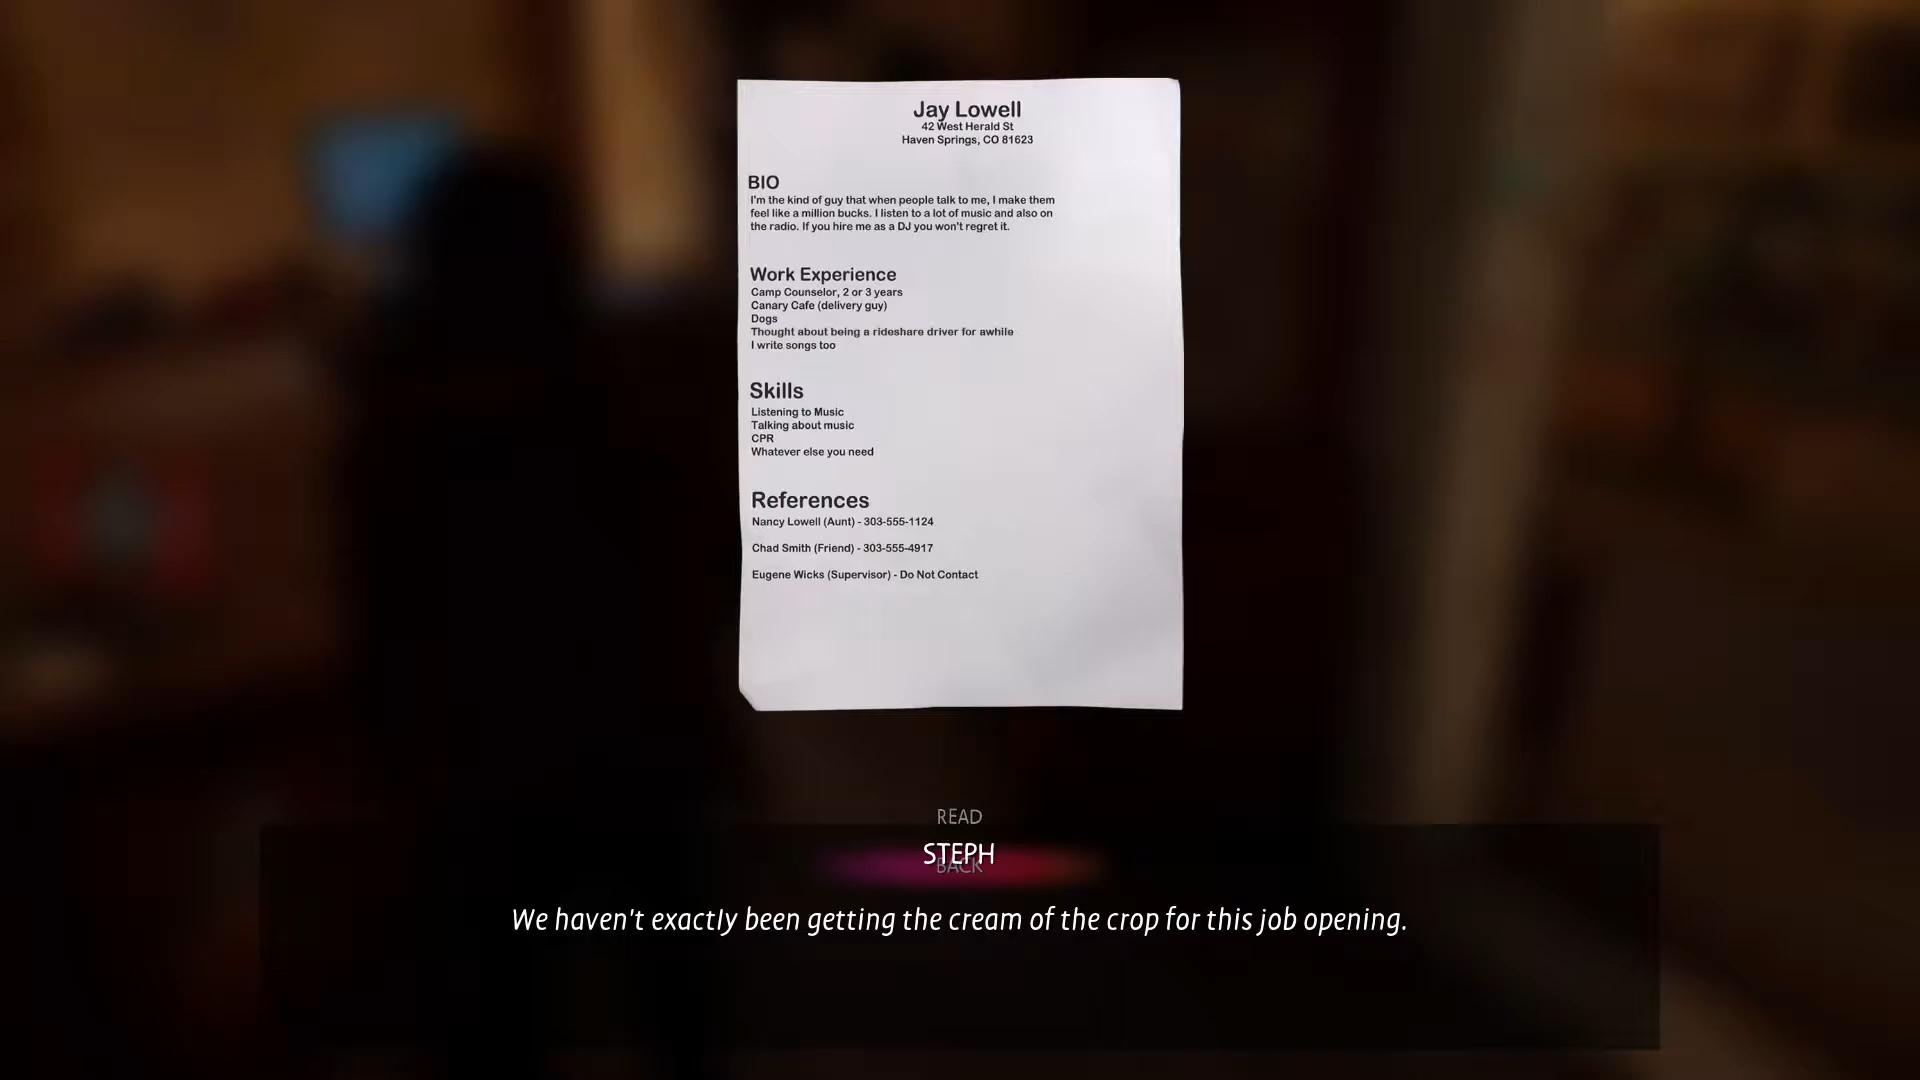 Jay Lowell
42 West Herald St
Haven Springs, CO 81623
BIO
I'm the kind of guy that when people talk to me, I make them
feel like a million bucks. I listen to a lot of music and also on
the radio. If you hire me as a DJ you won't regret it.
Work Experience
Camp Counselor, 2 or 3 years
Canary Cafe (delivery guy)
Dogs
Thought about being a rideshare driver for awhile
I write songs too
Skills
Listening to Music
Talking about music
CPR
Whatever else you need
References
Nancy Lowell (Aunt) - 303-555-1124
Chad Smith (Friend) - 303-555-4917
Eugene Wicks (Supervisor) - Do Not Contact
READ
STEPH
BACK
We haven't exactly been getting the cream of the crop for this job opening.